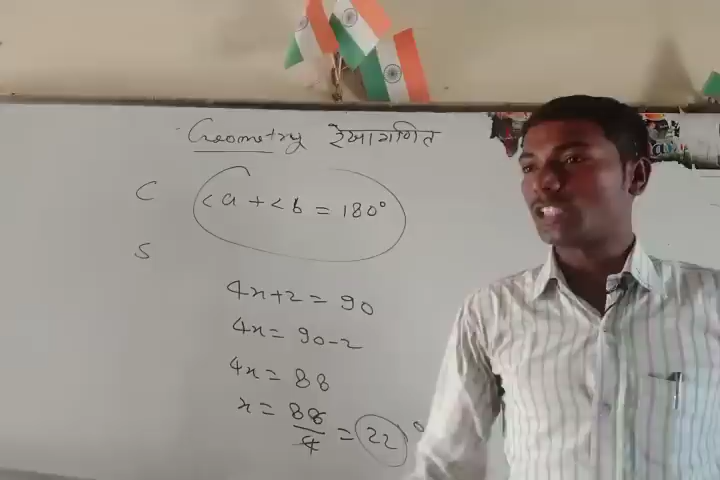 Geometry रेखागणित
C <a + <b = 180°
S
4x+2 = 90
4x = 90-2
4x = 88
x = 88/4 = 22°